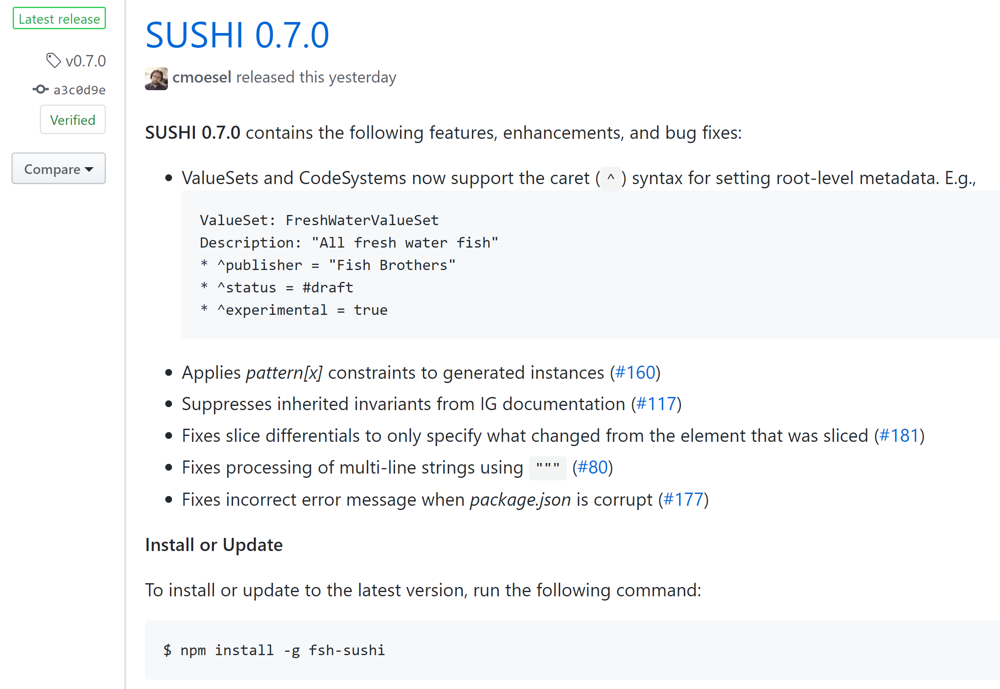 Latest release
v0.7.0
a3c0d9e
Verified
Compare
SUSHI 0.7.0
cmoesel released this yesterday
SUSHI 0.7.0 contains the following features, enhancements, and bug fixes:
• ValueSets and CodeSystems now support the caret ( ^ ) syntax for setting root-level metadata. E.g.,
ValueSet: FreshWaterValueSet
Description: "All fresh water fish"
* ^publisher = "Fish Brothers"
* ^status = #draft
* ^experimental = true
• Applies pattern[x] constraints to generated instances (#160)
• Suppresses inherited invariants from IG documentation (#117)
• Fixes slice differentials to only specify what changed from the element that was sliced (#181)
• Fixes processing of multi-line strings using """ (#80)
• Fixes incorrect error message when package.json is corrupt (#177)
Install or Update
To install or update to the latest version, run the following command:
$ npm install -g fsh-sushi